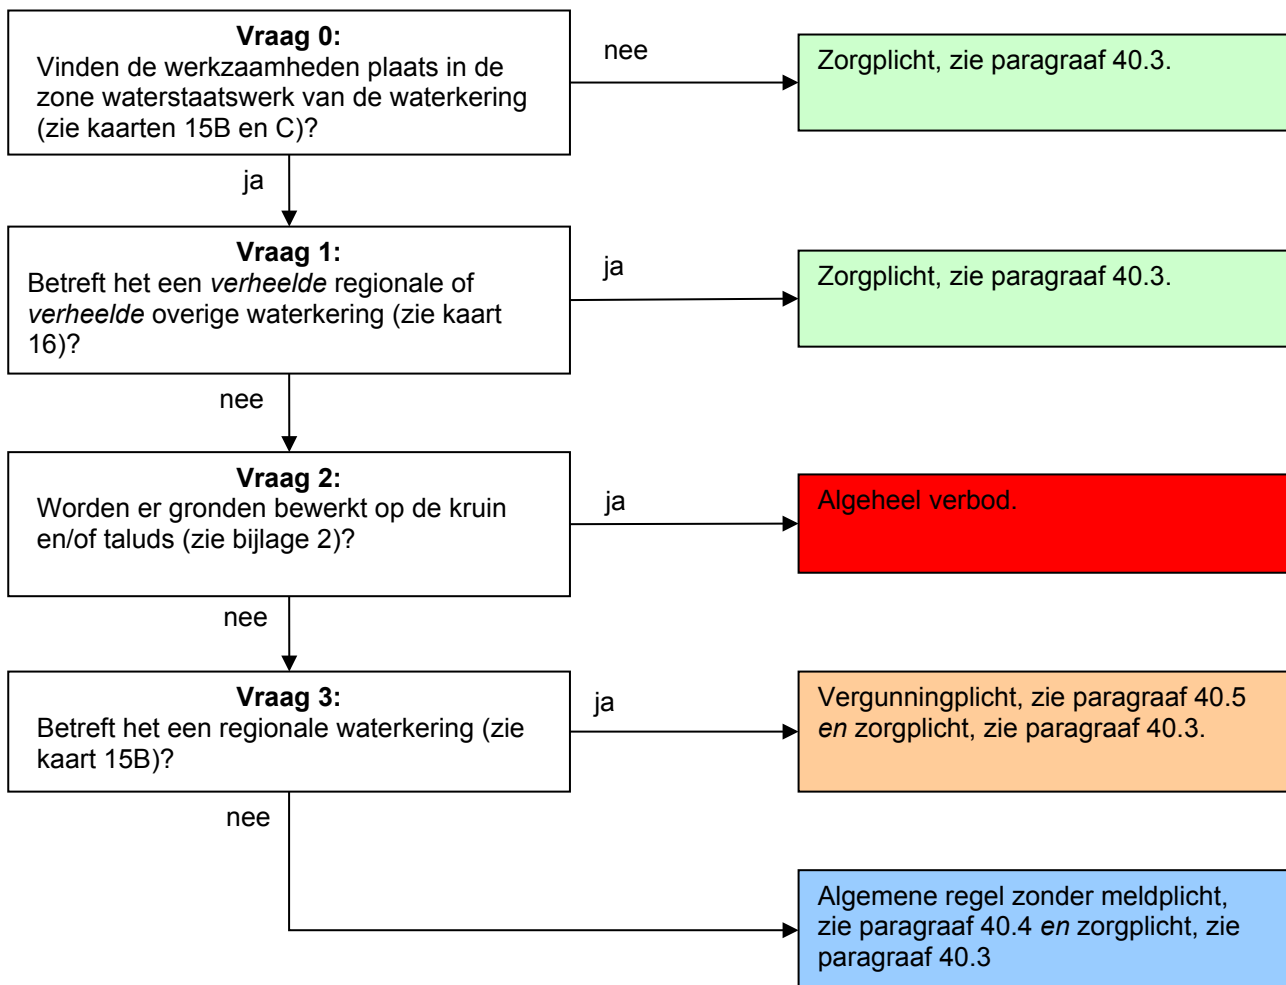 Vraag 0:
Vinden de werkzaamheden plaats in de
zone waterstaatswerk van de waterkering
(zie kaarten 15B en C)?
nee
Zorgplicht, zie paragraaf 40.3.
ja
Vraag 1:
Betreft het een verheelde regionale of
verheelde overige waterkering (zie kaart
16)?
ja
Zorgplicht, zie paragraaf 40.3.
nee
Vraag 2:
Worden er gronden bewerkt op de kruin
en/of taluds (zie bijlage 2)?
ja
Algeheel verbod.
nee
Vraag 3:
Betreft het een regionale waterkering (zie
kaart 15B)?
ja
Vergunningplicht, zie paragraaf 40.5
en zorgplicht, zie paragraaf 40.3.
nee
Algemene regel zonder meldplicht,
zie paragraaf 40.4 en zorgplicht, zie
paragraaf 40.3